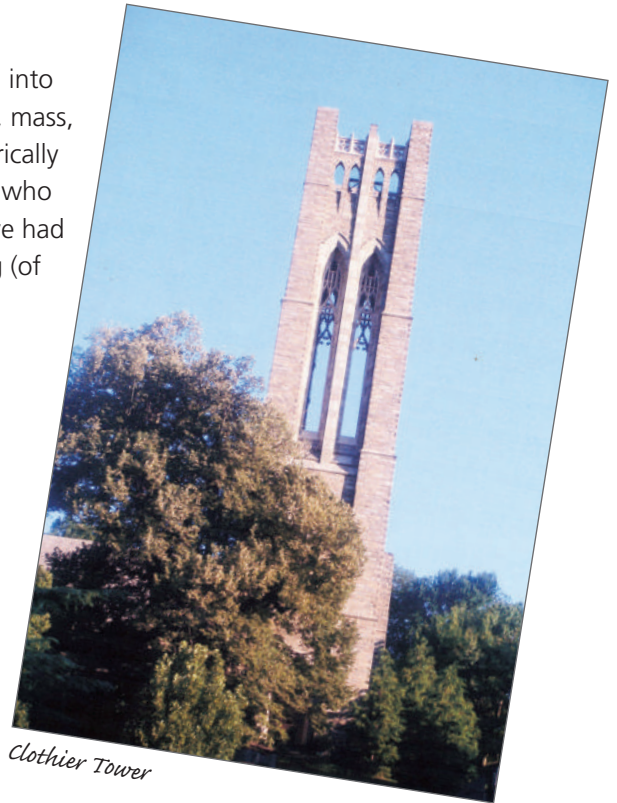 into
mass,
rically
who
e had
(of
Clothier Tower